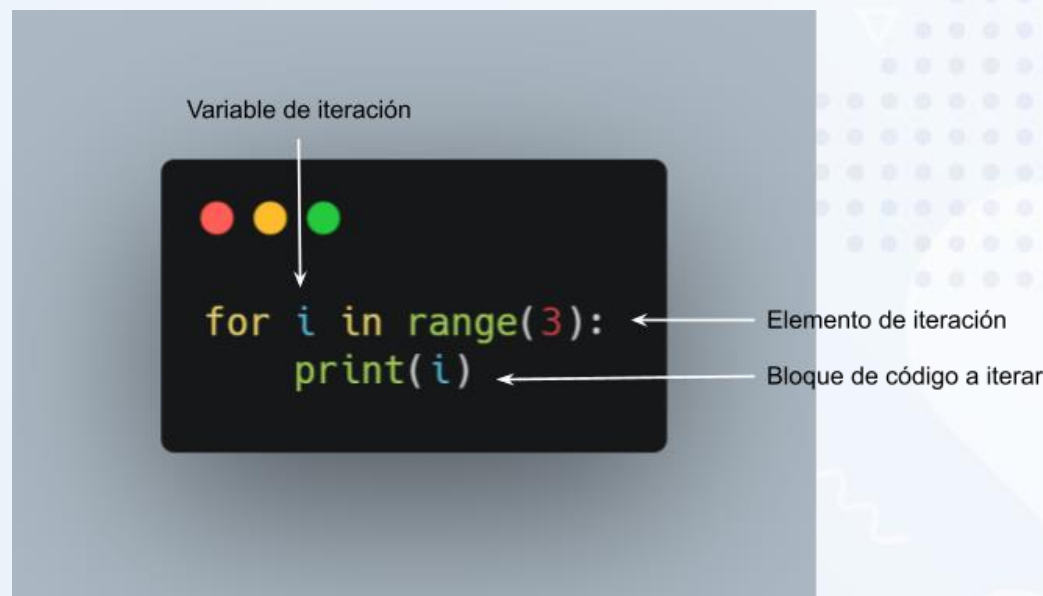 Variable de iteración
for i in range(3):
Elemento de iteración
print(i)
Bloque de código a iterar